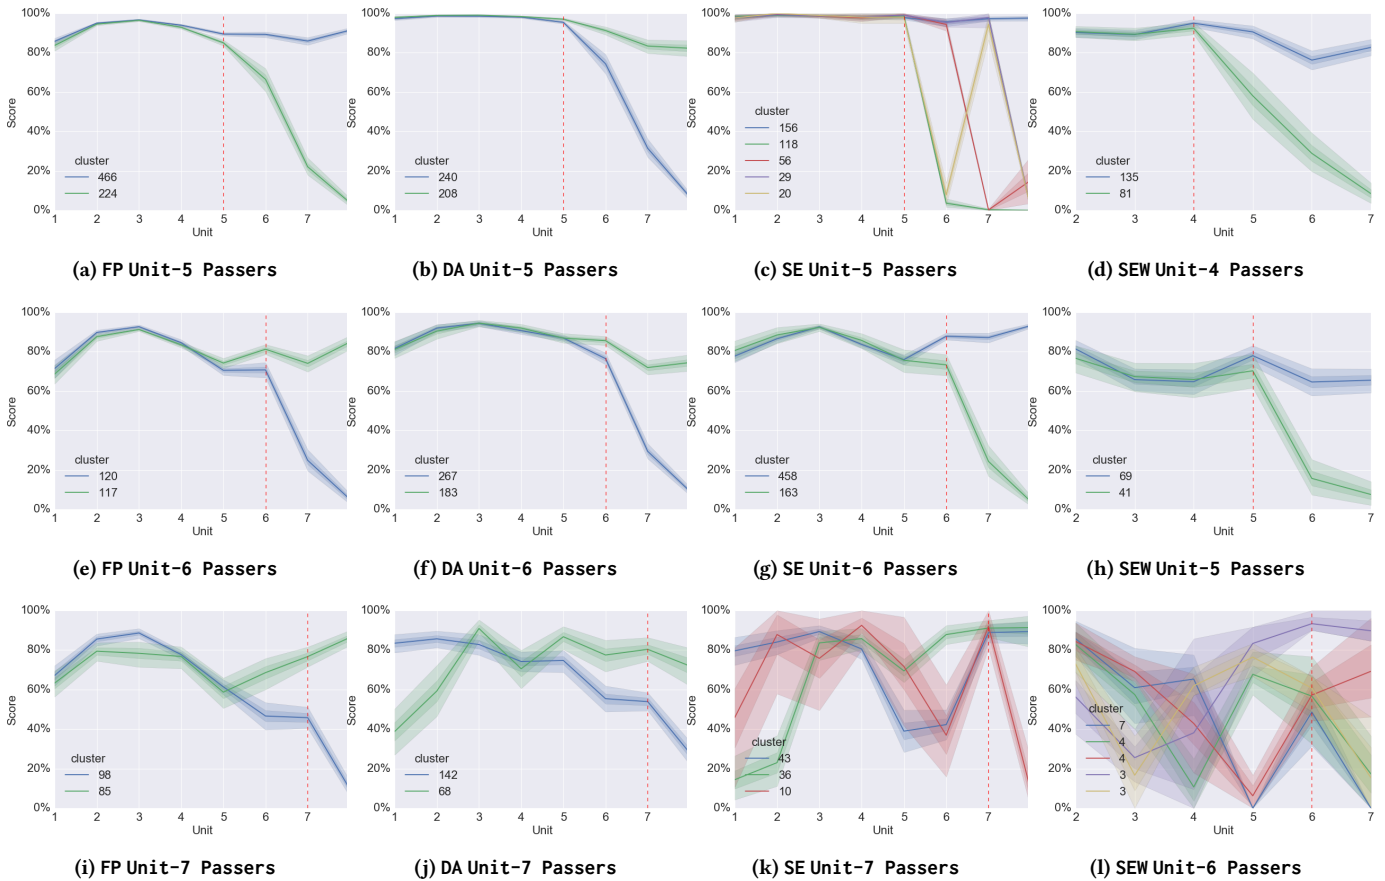 100%
80%
60%
40%
20%
0%
Score
cluster
466
224
1 2 3 4 5 6 7
Unit
(a) FP Unit-5 Passers
100%
80%
60%
40%
20%
0%
Score
cluster
240
208
1 2 3 4 5 6 7
Unit
(b) DA Unit-5 Passers
100%
80%
60%
40%
20%
0%
Score
cluster
156
118
56
29
20
1 2 3 4 5 6 7
Unit
(c) SE Unit-5 Passers
100%
80%
60%
40%
20%
0%
Score
cluster
135
81
1 2 3 4 5 6 7
Unit
(d) SEW Unit-4 Passers
100%
80%
60%
40%
20%
0%
Score
cluster
120
117
1 2 3 4 5 6 7
Unit
(e) FP Unit-6 Passers
100%
80%
60%
40%
20%
0%
Score
cluster
267
183
1 2 3 4 5 6 7
Unit
(f) DA Unit-6 Passers
100%
80%
60%
40%
20%
0%
Score
cluster
458
163
1 2 3 4 5 6 7
Unit
(g) SE Unit-6 Passers
100%
80%
60%
40%
20%
0%
Score
cluster
69
41
2 3 4 5 6 7
Unit
(h) SEW Unit-5 Passers
100%
80%
60%
40%
20%
0%
Score
cluster
98
85
1 2 3 4 5 6 7
Unit
(i) FP Unit-7 Passers
100%
80%
60%
40%
20%
0%
Score
cluster
142
68
1 2 3 4 5 6 7
Unit
(j) DA Unit-7 Passers
100%
80%
60%
40%
20%
0%
Score
cluster
43
36
10
1 2 3 4 5 6 7
Unit
(k) SE Unit-7 Passers
100%
80%
60%
40%
20%
0%
Score
cluster
7
4
4
3
3
2 3 4 5 6 7
Unit
(l) SEW Unit-6 Passers